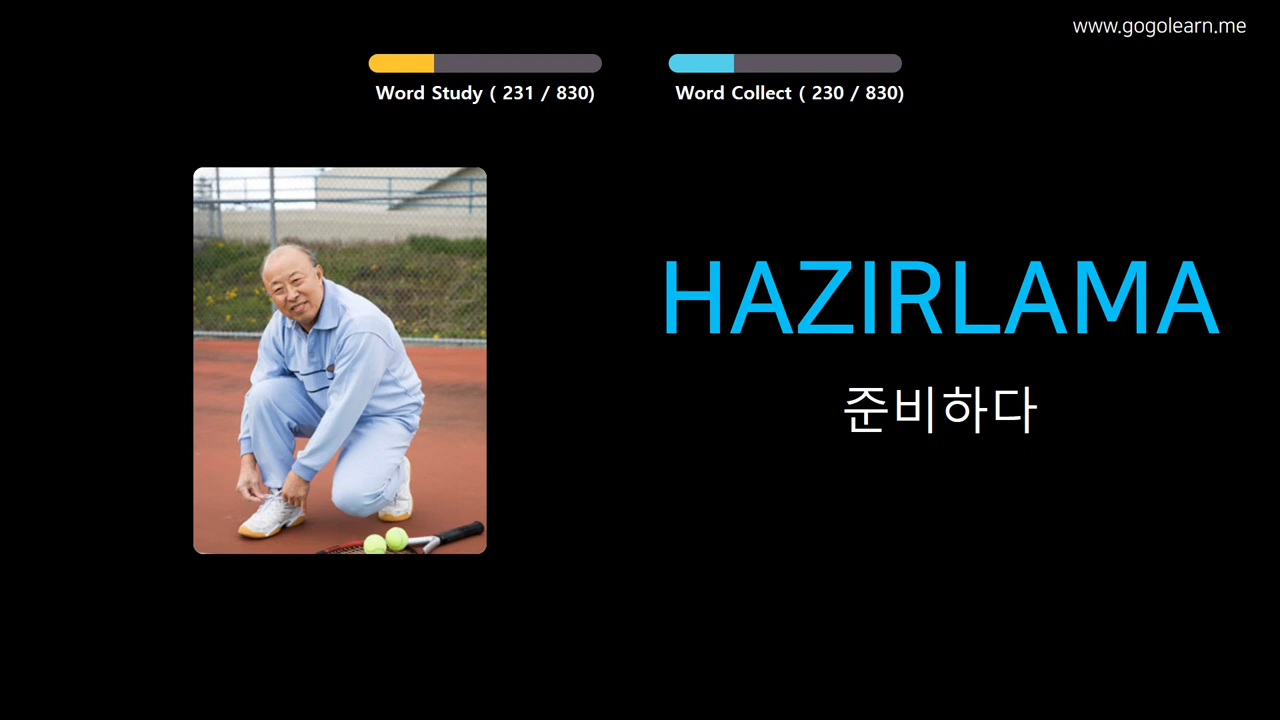 www.gogolearn.me
Word Study ( 231 / 830)
Word Collect ( 230 / 830)
HAZIRLAMA
준비하다